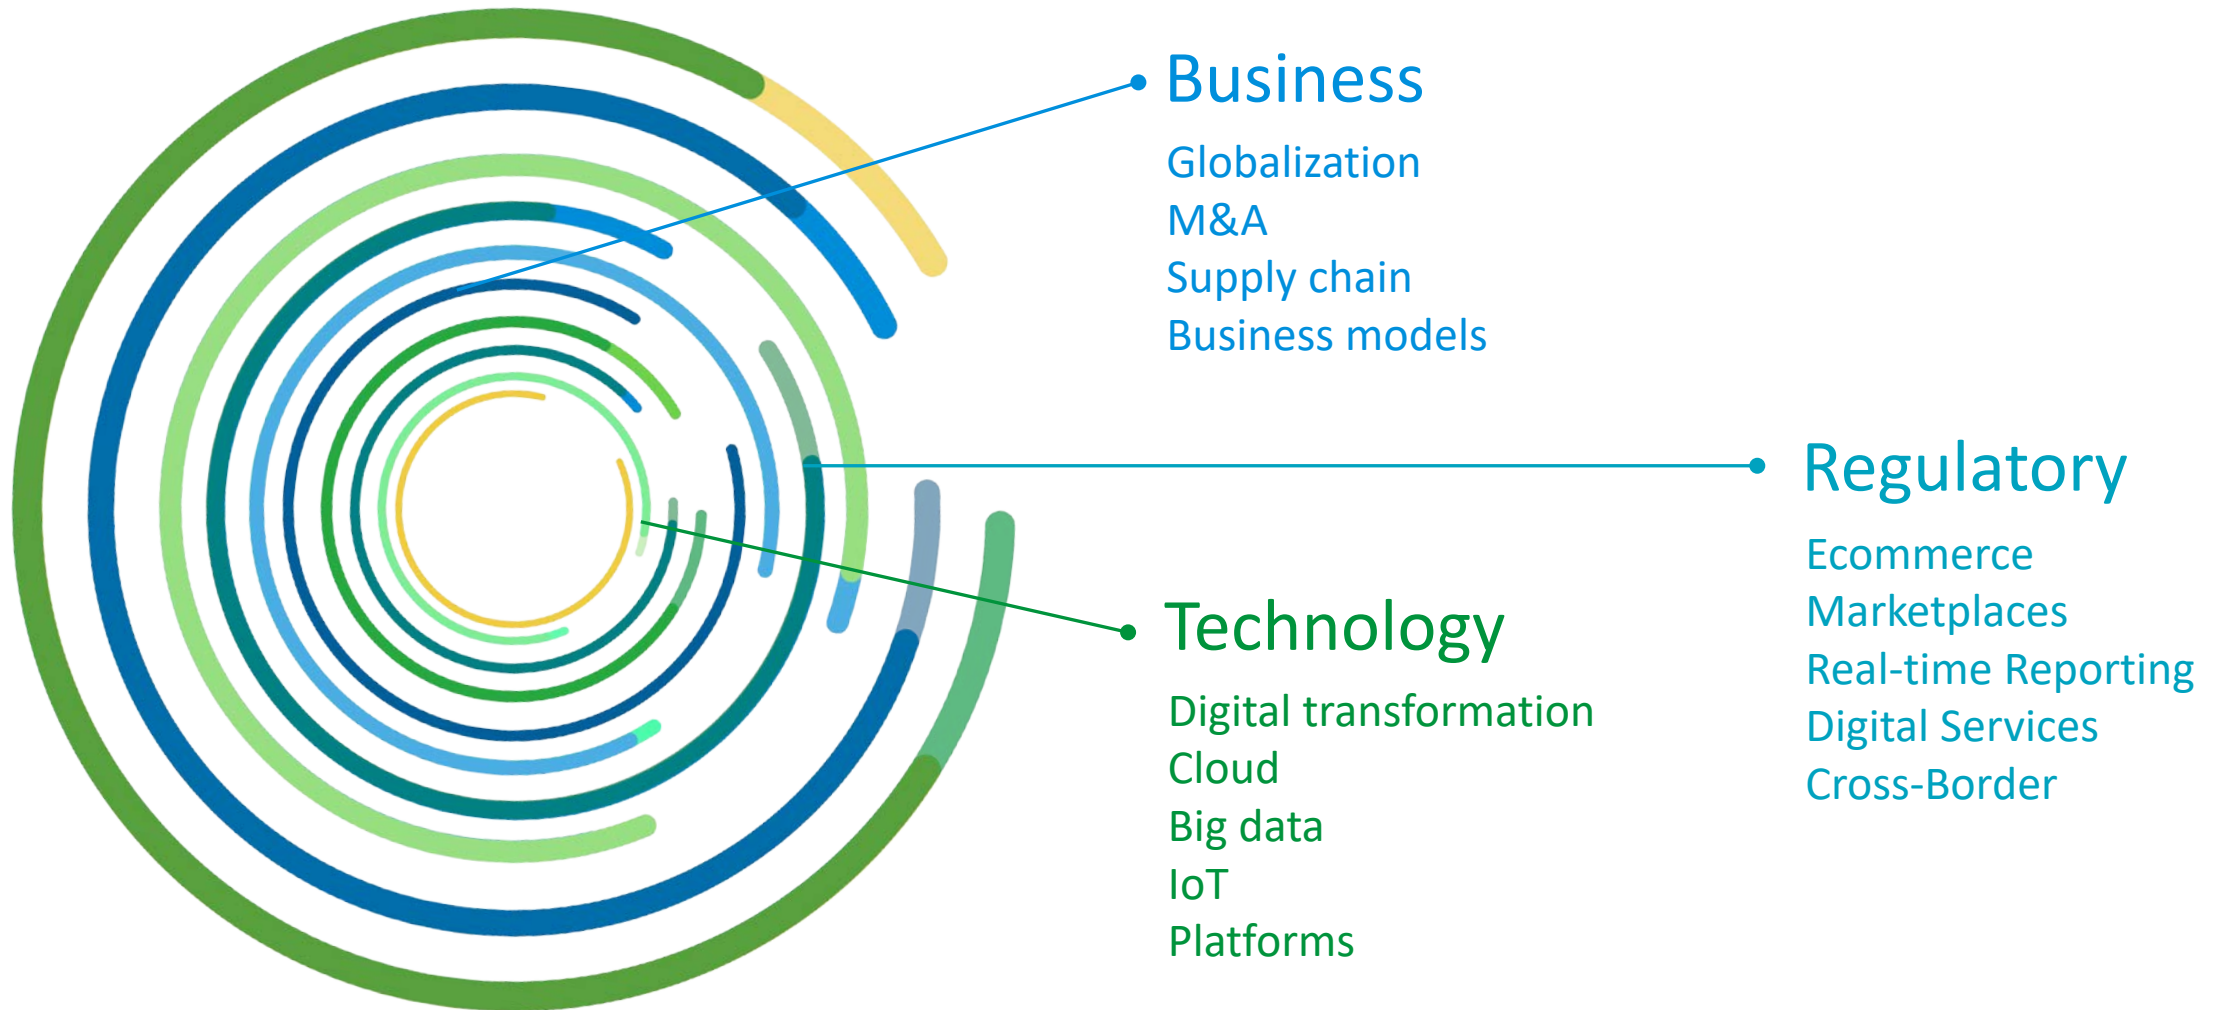 Business
Globalization
M&A
Supply chain
Business models
Regulatory
Ecommerce
Marketplaces
Real-time Reporting
Digital Services
Cross-Border
Technology
Digital transformation
Cloud
Big data
IoT
Platforms